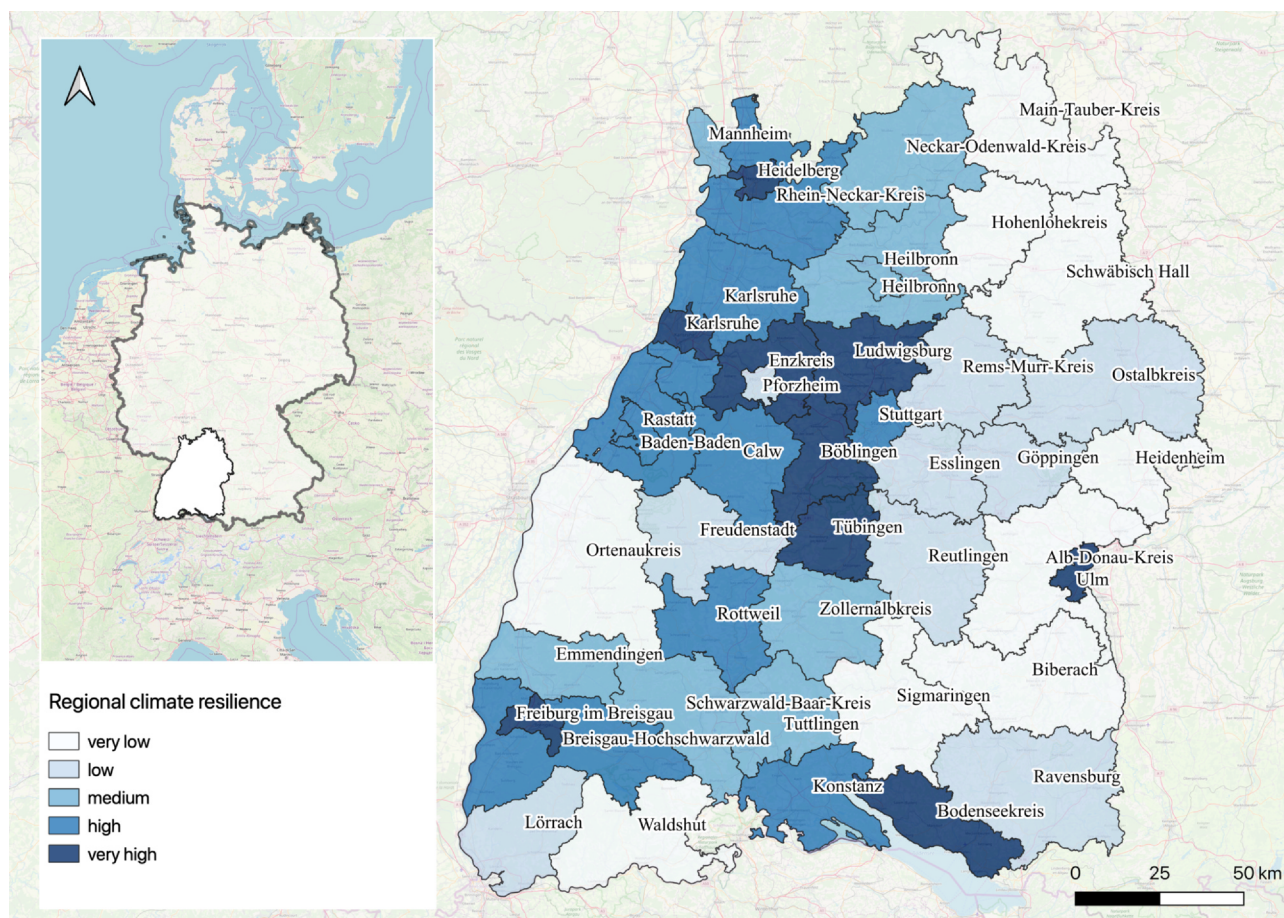 Main-Tauber-Kreis
Mannheim
Neckar-Odenwald-Kreis
Heidelberg
Rhein-Neckar-Kreis
Hohenlohekreis
Heilbronn
Schwäbisch Hall
Heilbronn
Karlsruhe
Karlsruhe
Ludwigsburg
Enzkreis
Rems-Murr-Kreis
Ostalbkreis
Pforzheim
Stuttgart
Rastatt
Baden-Baden
Calw
Böblingen
Esslingen
Göppingen
Heidenheim
Freudenstadt
Tübingen
Ortenaukreis
Reutlingen
Alb-Donau-Kreis
Ulm
Rottweil
Zollernalbkreis
Emmendingen
Biberach
Sigmaringen
Schwarzwald-Baar-Kreis
Freiburg im Breisgau
Tuttlingen
Breisgau-Hochschwarzwald
Ravensburg
Konstanz
Bodenseekreis
Lörrach
Waldshut
Regional climate resilience
very low
low
medium
high
very high
0 25 50 km